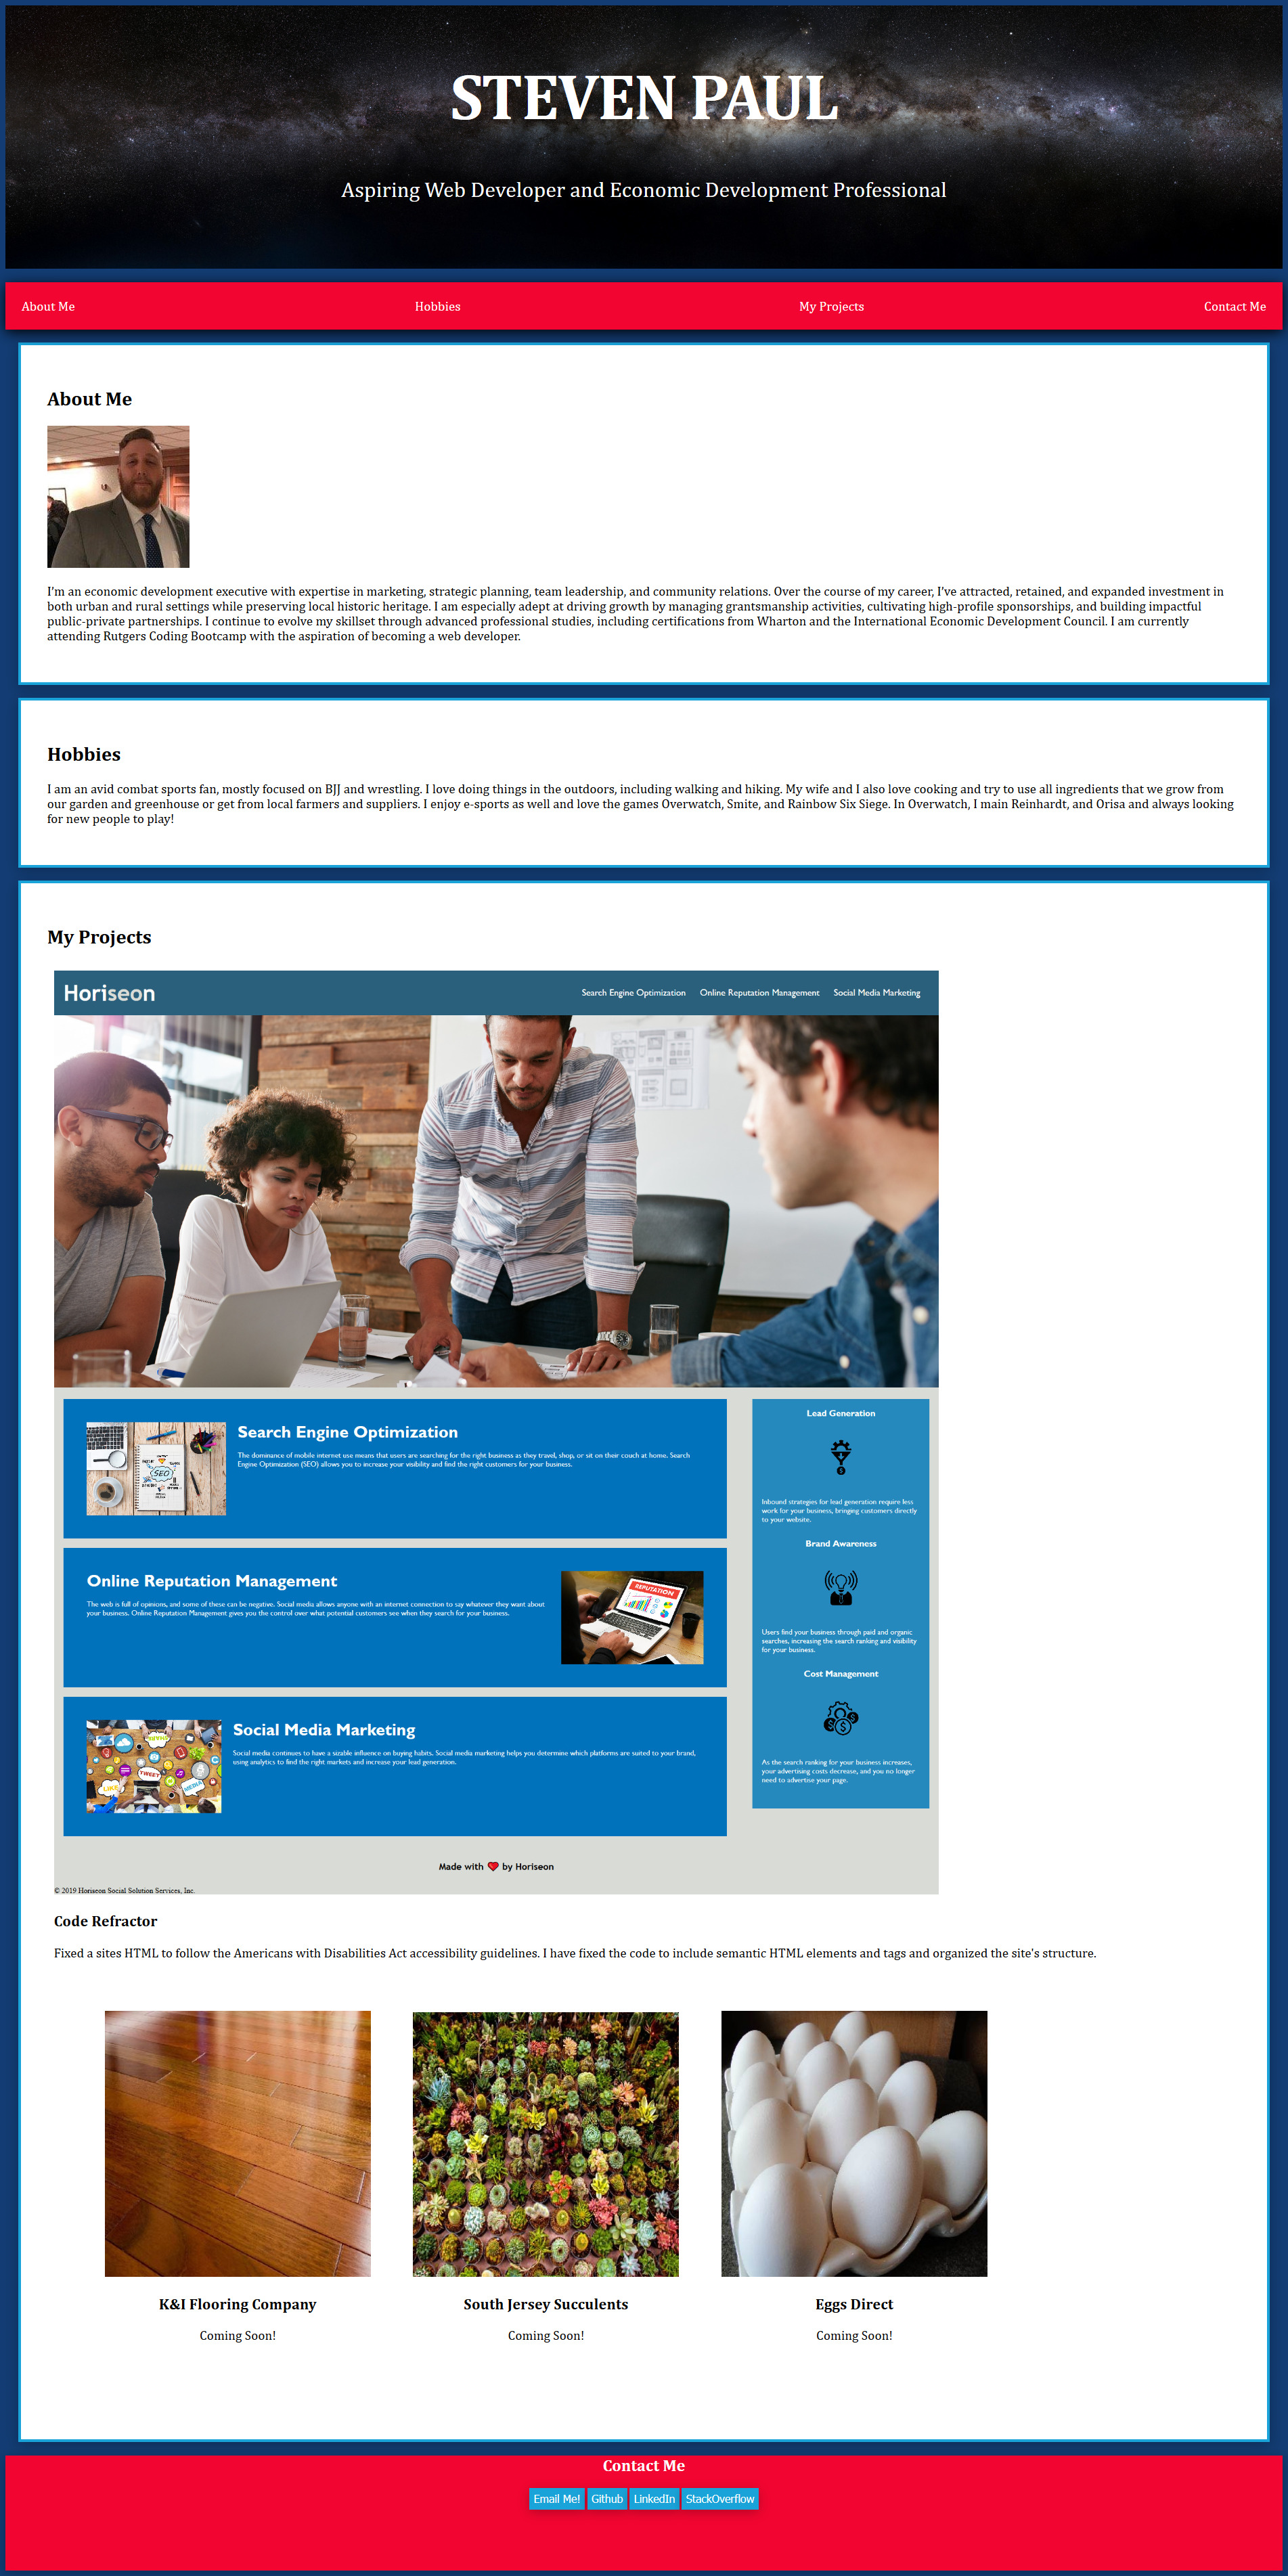 STEVEN PAUL
Aspiring Web Developer and Economic Development Professional
About Me
Hobbies
My Projects
Contact Me
About Me
I'm an economic development executive with expertise in marketing, strategic planning, team leadership, and community relations. Over the course of my career, I've attracted, retained, and expanded investment in
both urban and rural settings while preserving local historic heritage. I am especially adept at driving growth by managing grantsmanship activities, cultivating high-profile sponsorships, and building impactful
public-private partnerships. I continue to evolve my skillset through advanced professional studies, including certifications from Wharton and the International Economic Development Council. I am currently
attending Rutgers Coding Bootcamp with the aspiration of becoming a web developer.
Hobbies
I am an avid combat sports fan, mostly focused on BJJ and wrestling. I love doing things in the outdoors, including walking and hiking. My wife and I also love cooking and try to use all ingredients that we grow from
our garden and greenhouse or get from local farmers and suppliers. I enjoy e-sports as well and love the games Overwatch, Smite, and Rainbow Six Siege. In Overwatch, I main Reinhardt, and Orisa and always looking
for new people to play!
My Projects
Horiseon
Search Engine Optimization
Online Reputation Management
Social Media Marketing
Search Engine Optimization
The dominance of mobile internet use means that users are searching for the right business as they travel, shop, or sit on their couch at home. Search
Engine Optimization (SEO) allows you to increase your visibility and find the right customers for your business.
SEO
Online Reputation Management
The web is full of opinions, and some of these can be negative. Social media allows anyone with an internet connection to say whatever they want about
your business. Online Reputation Management gives you the control over what potential customers see when they search for your business.
REPUTATION
Social Media Marketing
Social media continues to have a sizable influence on buying habits. Social media marketing helps you determine which platforms are suited to your brand,
using analytics to find the right markets and increase your lead generation.
TWEET
LIKE
MEDIA
Lead Generation
Inbound strategies for lead generation require less
work for your business, bringing customers directly
to your website.
Brand Awareness
Users find your business through paid and organic
searches, increasing the search ranking and visibility
for your business.
Cost Management
As the search ranking for your business increases,
your advertising costs decrease, and you no longer
need to advertise your page.
Made with ❤ by Horiseon
© 2019 Horiseon Social Solution Services, Inc.
Code Refractor
Fixed a sites HTML to follow the Americans with Disabilities Act accessibility guidelines. I have fixed the code to include semantic HTML elements and tags and organized the site's structure.
K&I Flooring Company
Coming Soon!
South Jersey Succulents
Coming Soon!
Eggs Direct
Coming Soon!
Contact Me
Email Me!
Github
LinkedIn
StackOverflow